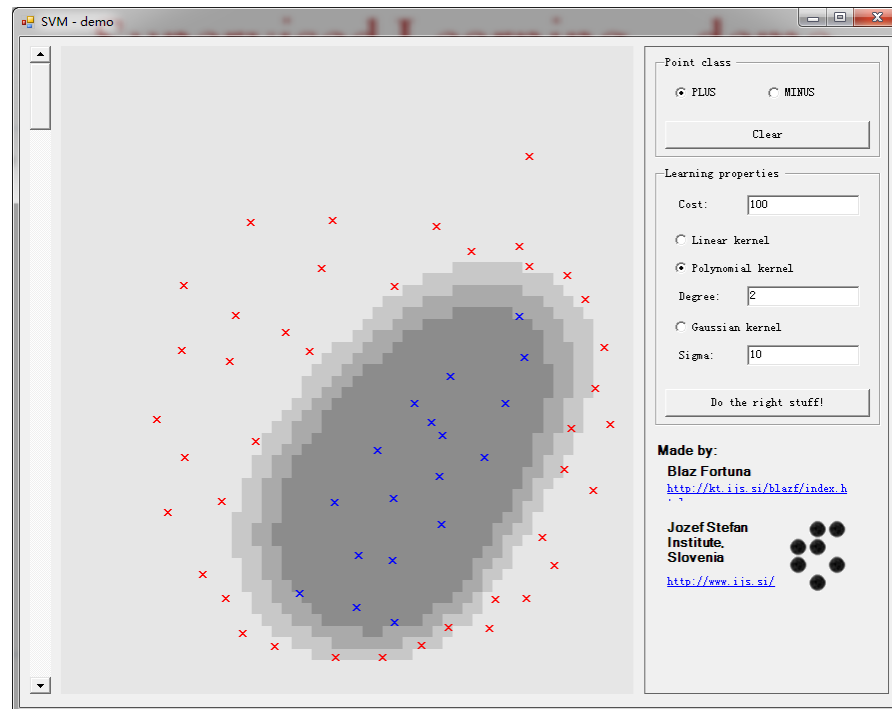 SVM - demo
Point class
PLUS
MINUS
Clear
Learning properties
Cost:
100
Linear kernel
Polynomial kernel
Degree:
2
Gaussian kernel
Sigma:
10
Do the right stuff!
Made by:
Blaz Fortuna
http://kt.ijs.si/blazf/index.h
Jozef Stefan
Institute,
Slovenia
http://www.ijs.si/